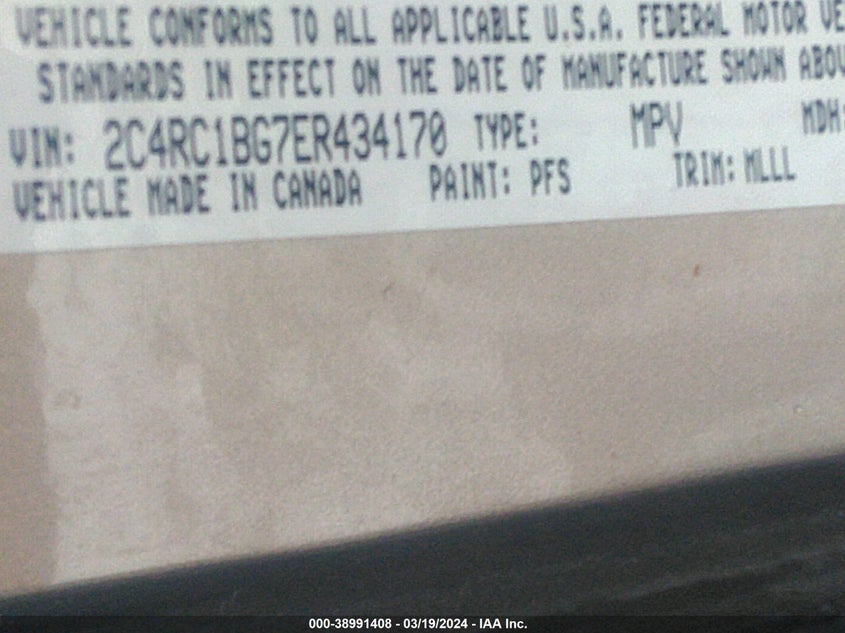 VEHICLE CONFORMS TO ALL APPLICABLE U.S.A. FEDERAL MOTOR VE
STANDARDS IN EFFECT ON THE DATE OF MANUFACTURE SHOWN ABOV
VIN: 2C4RC1BG7ER434170 TYPE: MPV MDH:
VEHICLE MADE IN CANADA PAINT: PFS TRIM: MLLL
000-38991408 - 03/19/2024 - IAA Inc.